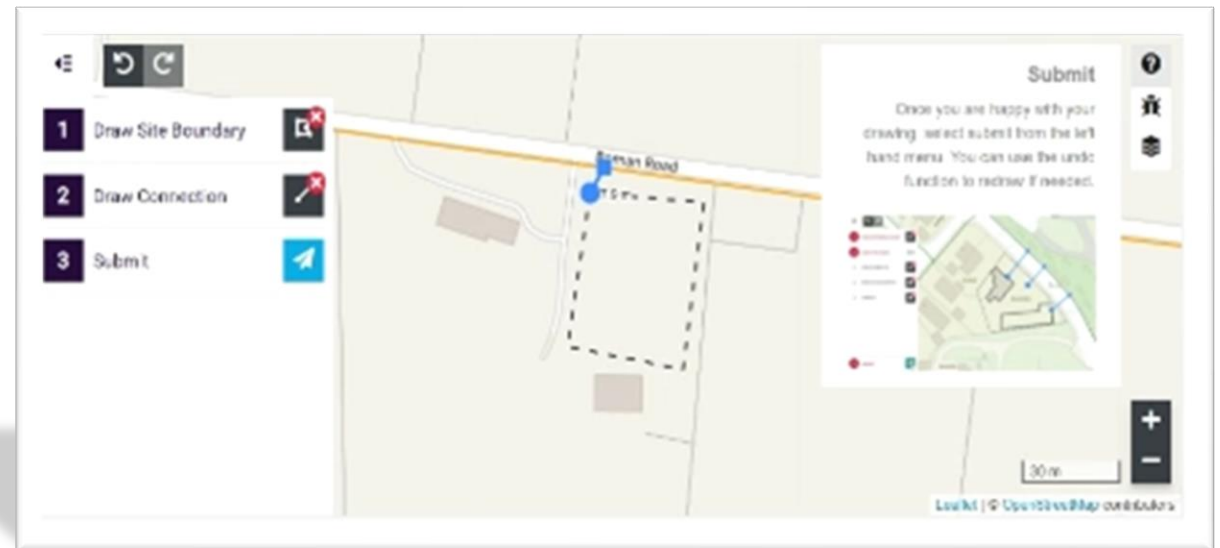 1 Draw Site Boundary
2 Draw Connection
3 Submit
Roman Road
Submit
Once you are happy with your
drawing, select submit from the left
hand menu. You can use the undo
function to redraw if needed.
30 m
Leaflet | © OpenStreetMap contributors